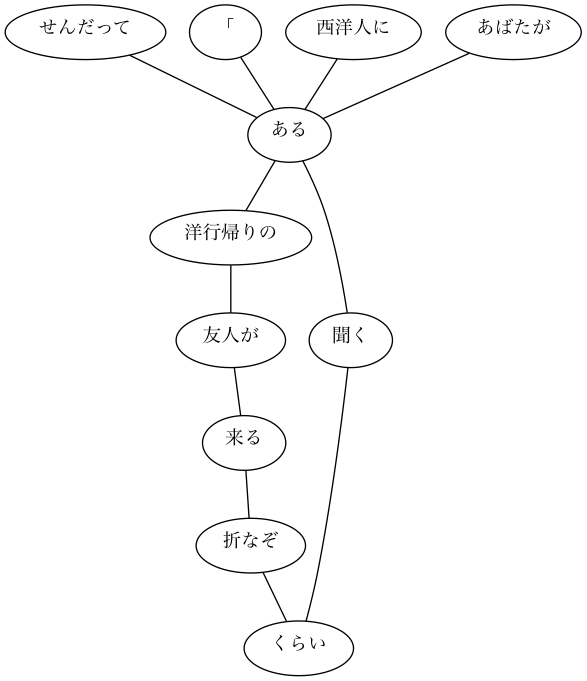 せんだって 「 西洋人に あばたが
ある
洋行帰りの
友人が 聞く
来る
折なぞ
くらい